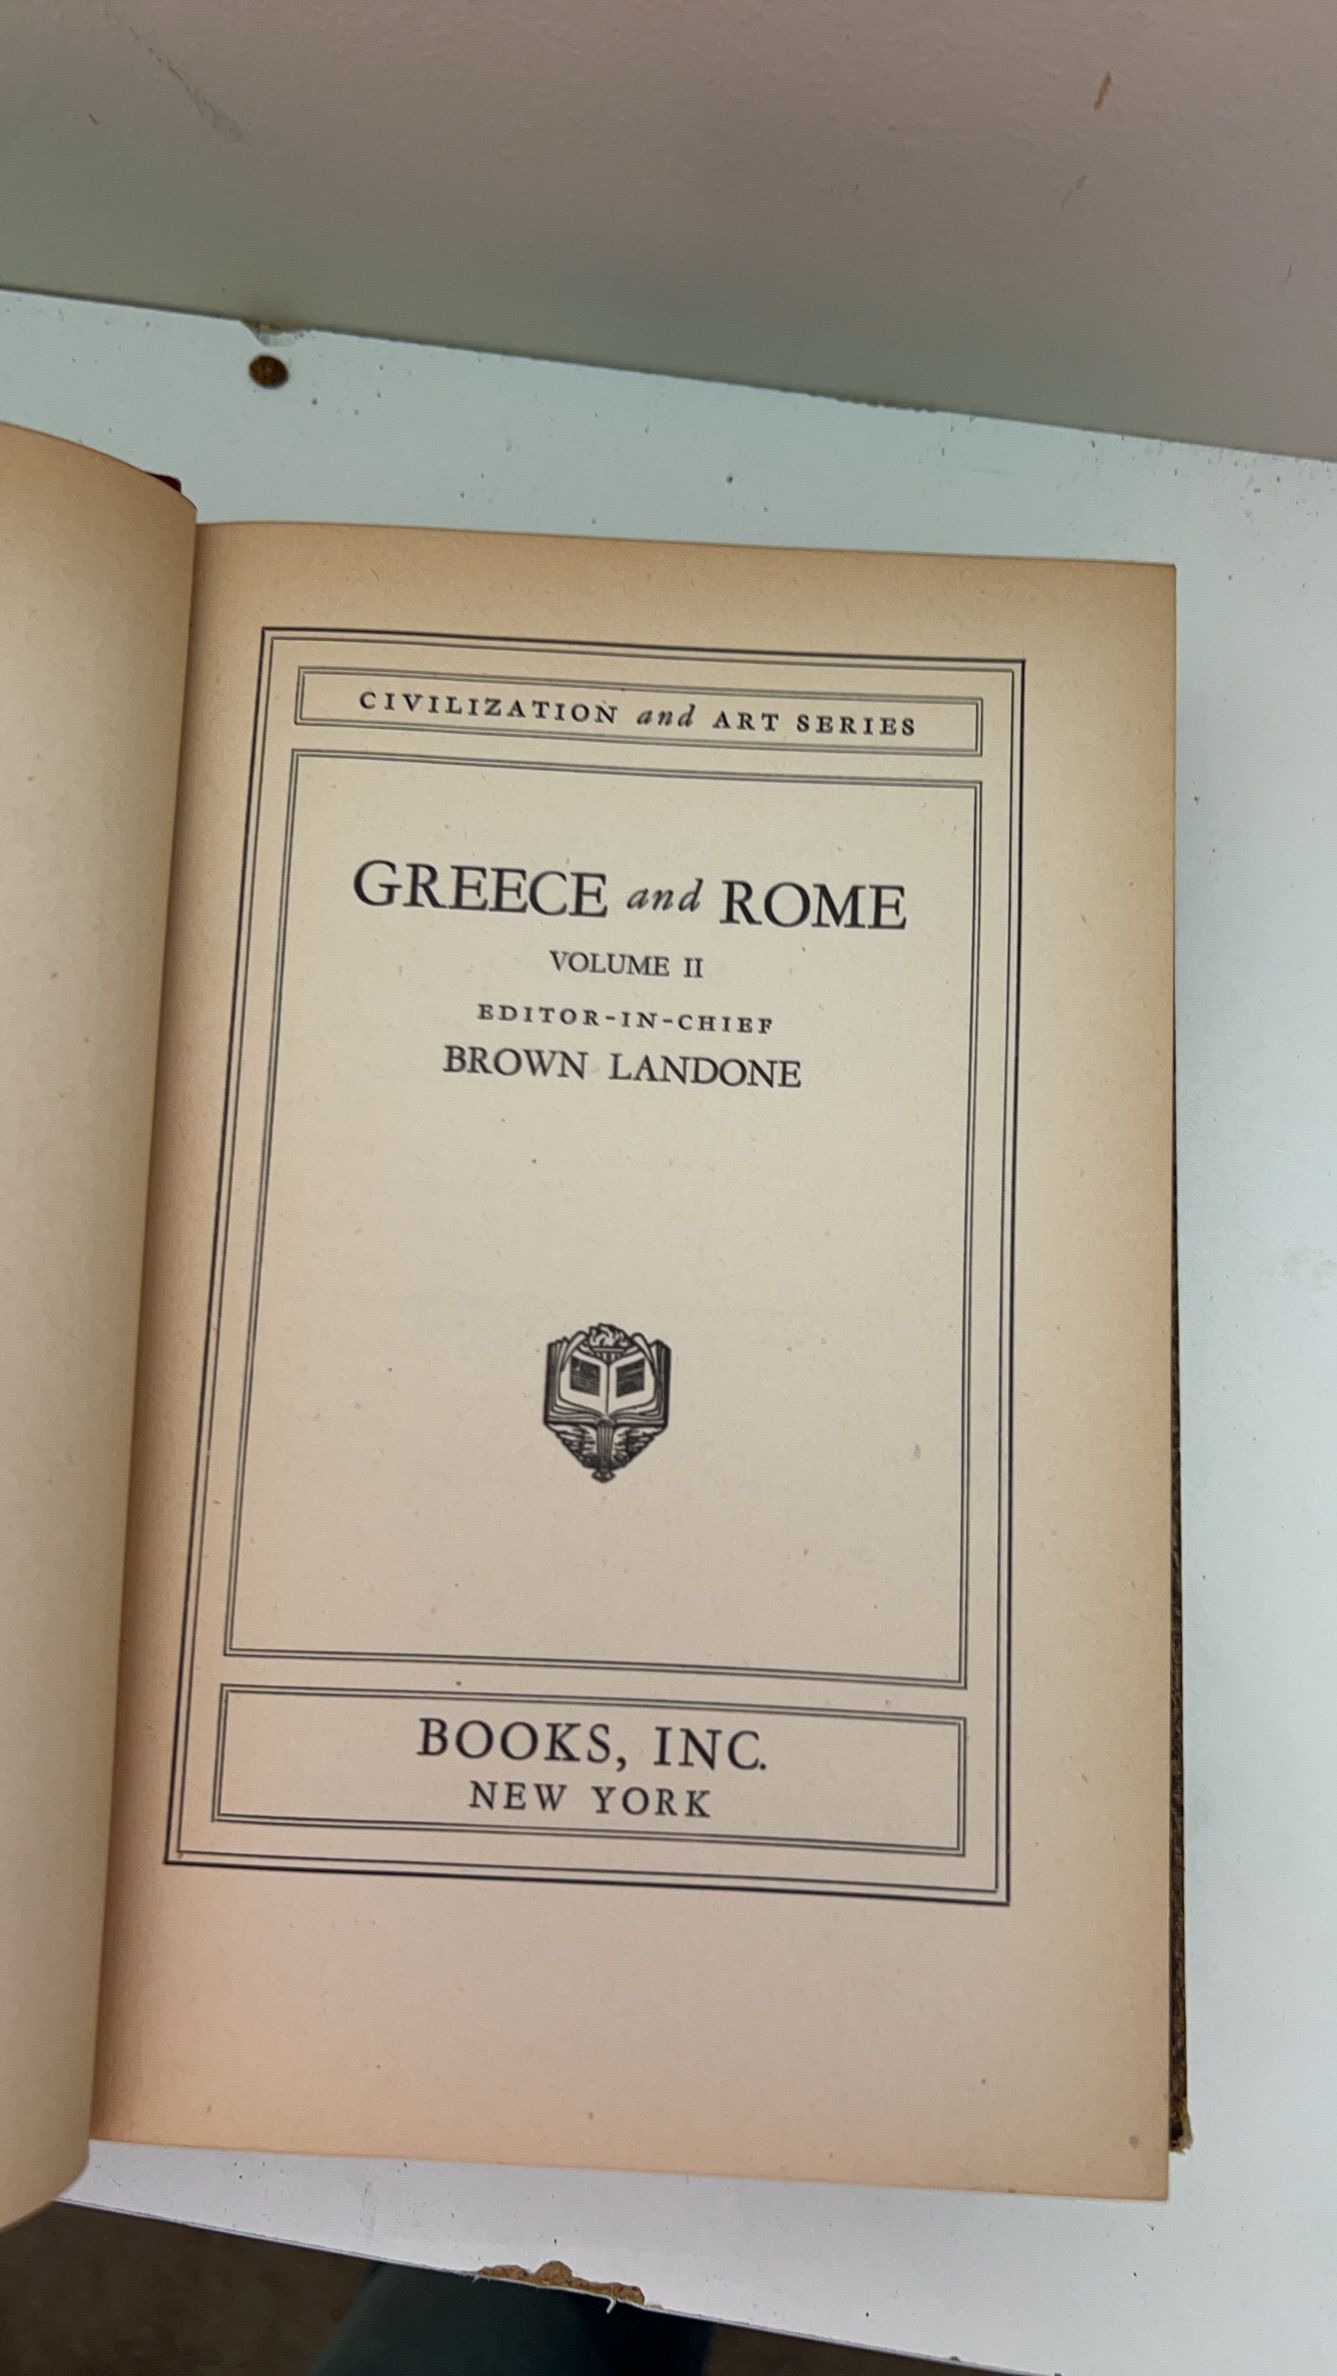 CIVILIZATION and ART SERIES
GREECE and ROME
VOLUME II
EDITOR-IN-CHIEF
BROWN LANDONE
BOOKS, INC.
NEW YORK